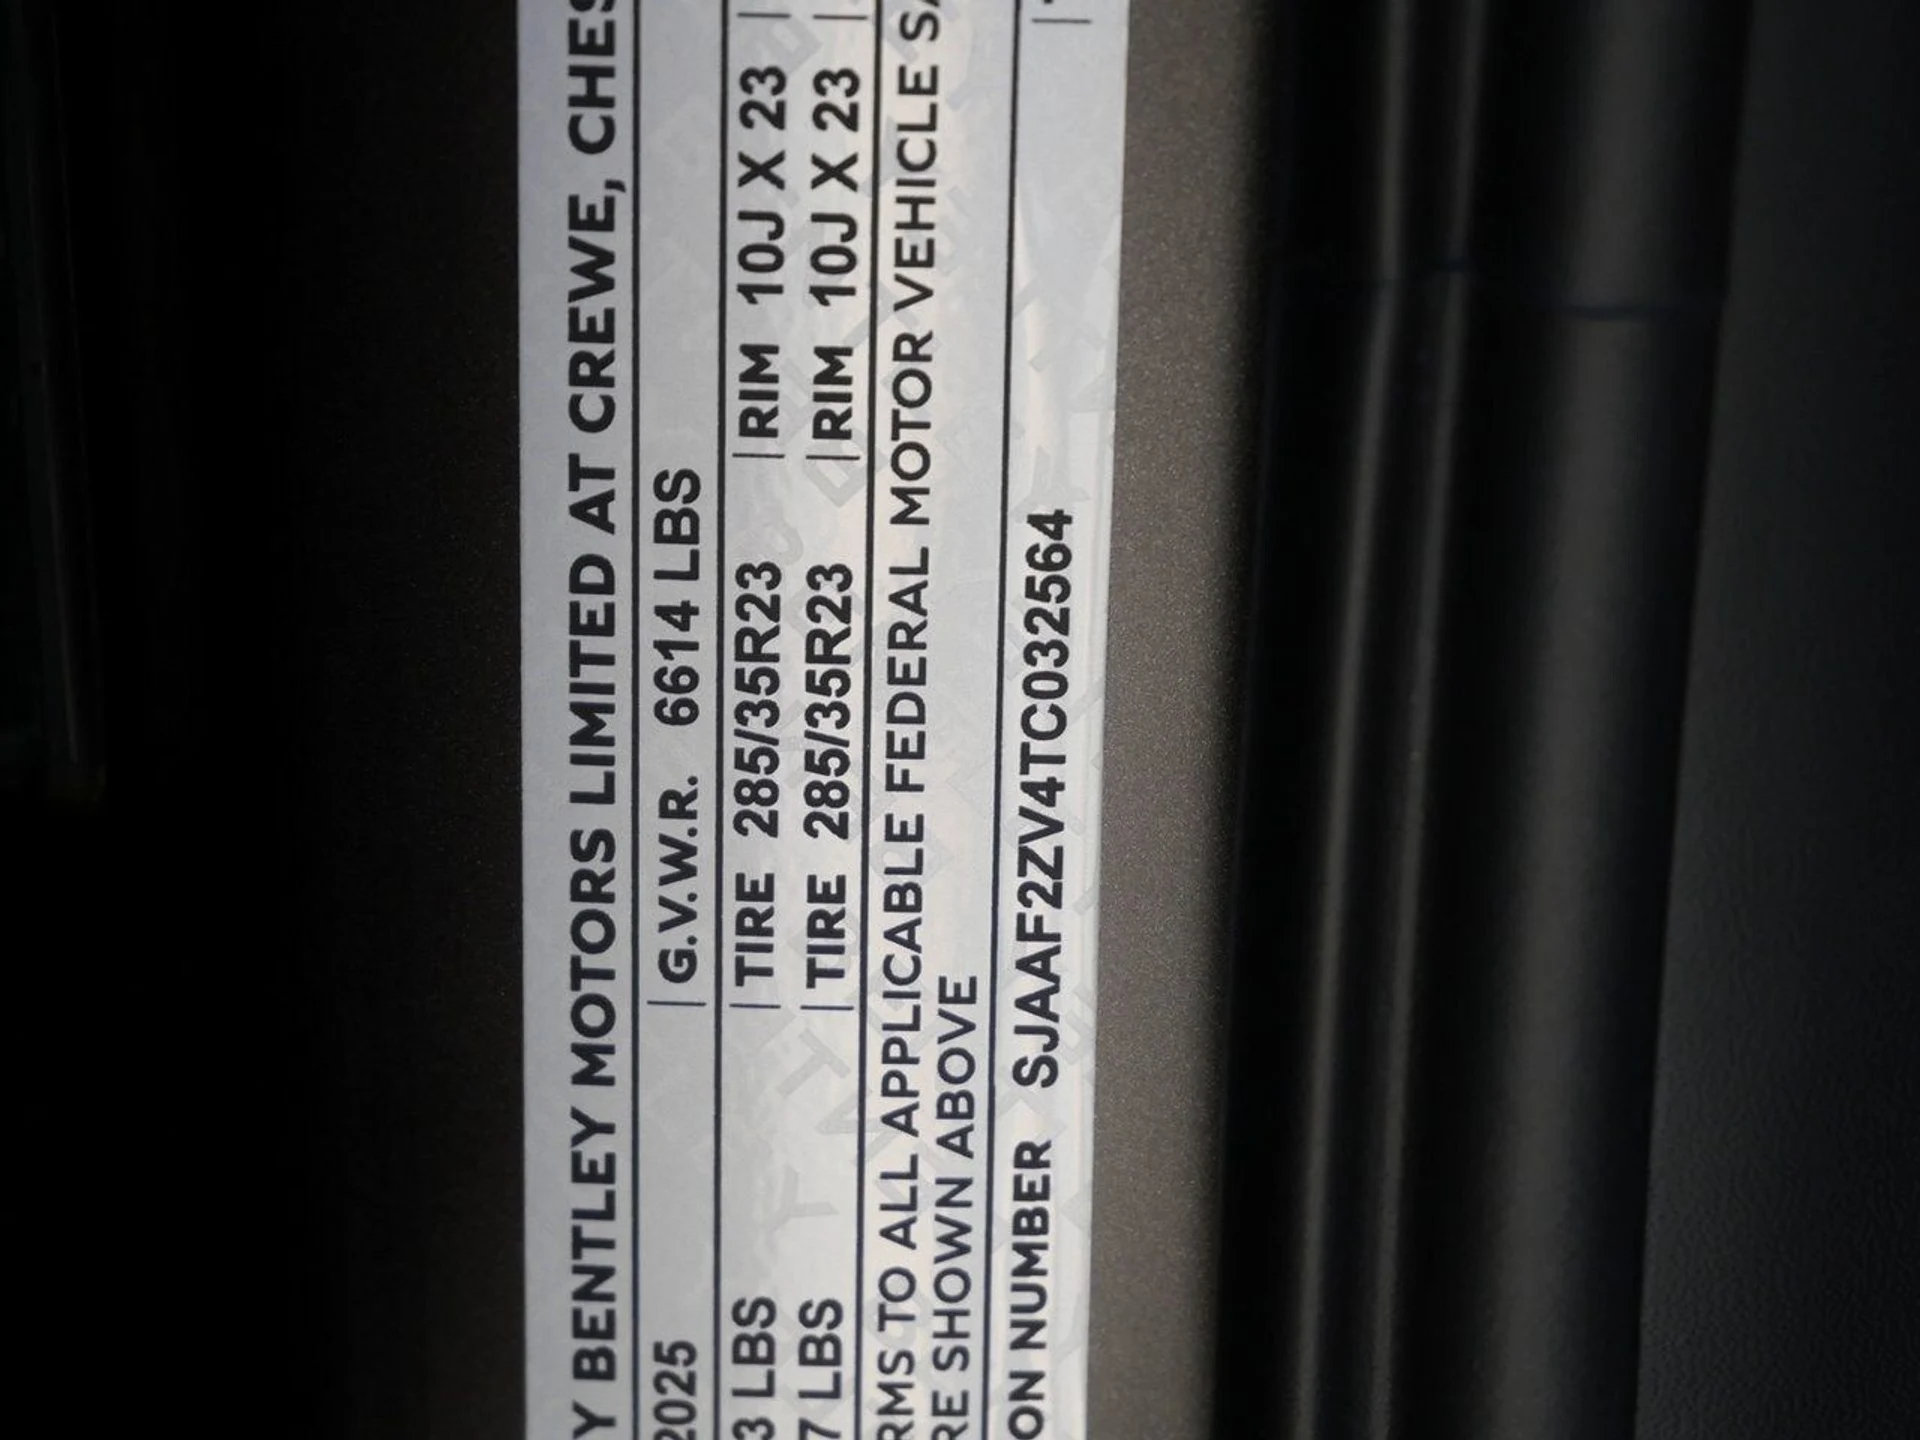 Y BENTLEY MOTORS LIMITED AT CREWE, CHES
2025 | G.V.W.R. 6614 LBS
3 LBS | TIRE 285/35R23 | RIM 10J X 23 |
7 LBS | TIRE 285/35R23 | RIM 10J X 23 |
RMS TO ALL APPLICABLE FEDERAL MOTOR VEHICLE SA
RE SHOWN ABOVE
ON NUMBER SJAAF2ZV4TC032564 |